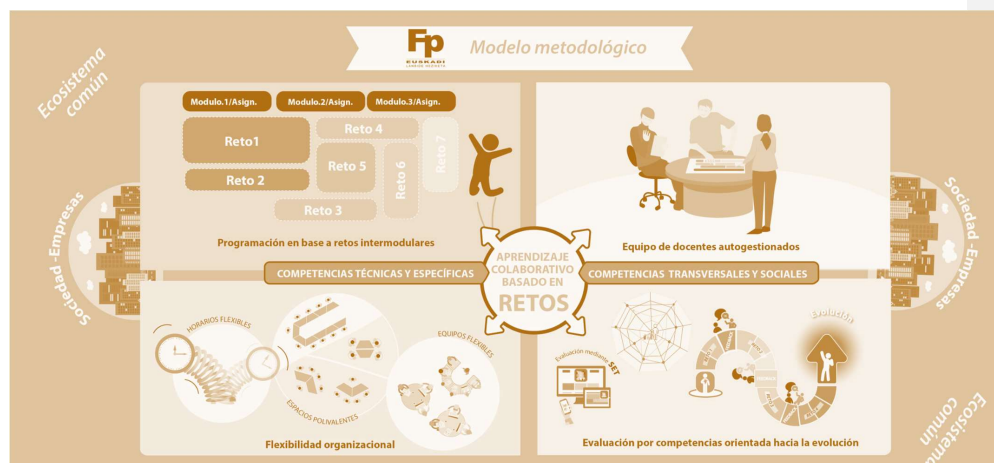 Fp
EUSKADI
LANBIDE HEZIKETA
Modelo metodológico
Ecosistema
común
Modulo.1/Asign.
Modulo.2/Asign.
Modulo.3/Asign.
Reto1
Reto 2
Reto 3
Reto 4
Reto 5
Reto 6
Reto 7
Programación en base a retos intermodulares
Equipo de docentes autogestionados
Sociedad -Empresas
Sociedad -Empresas
COMPETENCIAS TÉCNICAS Y ESPECÍFICAS
APRENDIZAJE
COLABORATIVO
BASADO EN
RETOS
COMPETENCIAS TRANSVERSALES Y SOCIALES
HORARIOS FLEXIBLES
ESPACIOS POLIVALENTES
EQUIPOS FLEXIBLES
Flexibilidad organizacional
Evaluación mediante SET
Evolución
Evaluación por competencias orientada hacia la evolución
Ecosistema
común